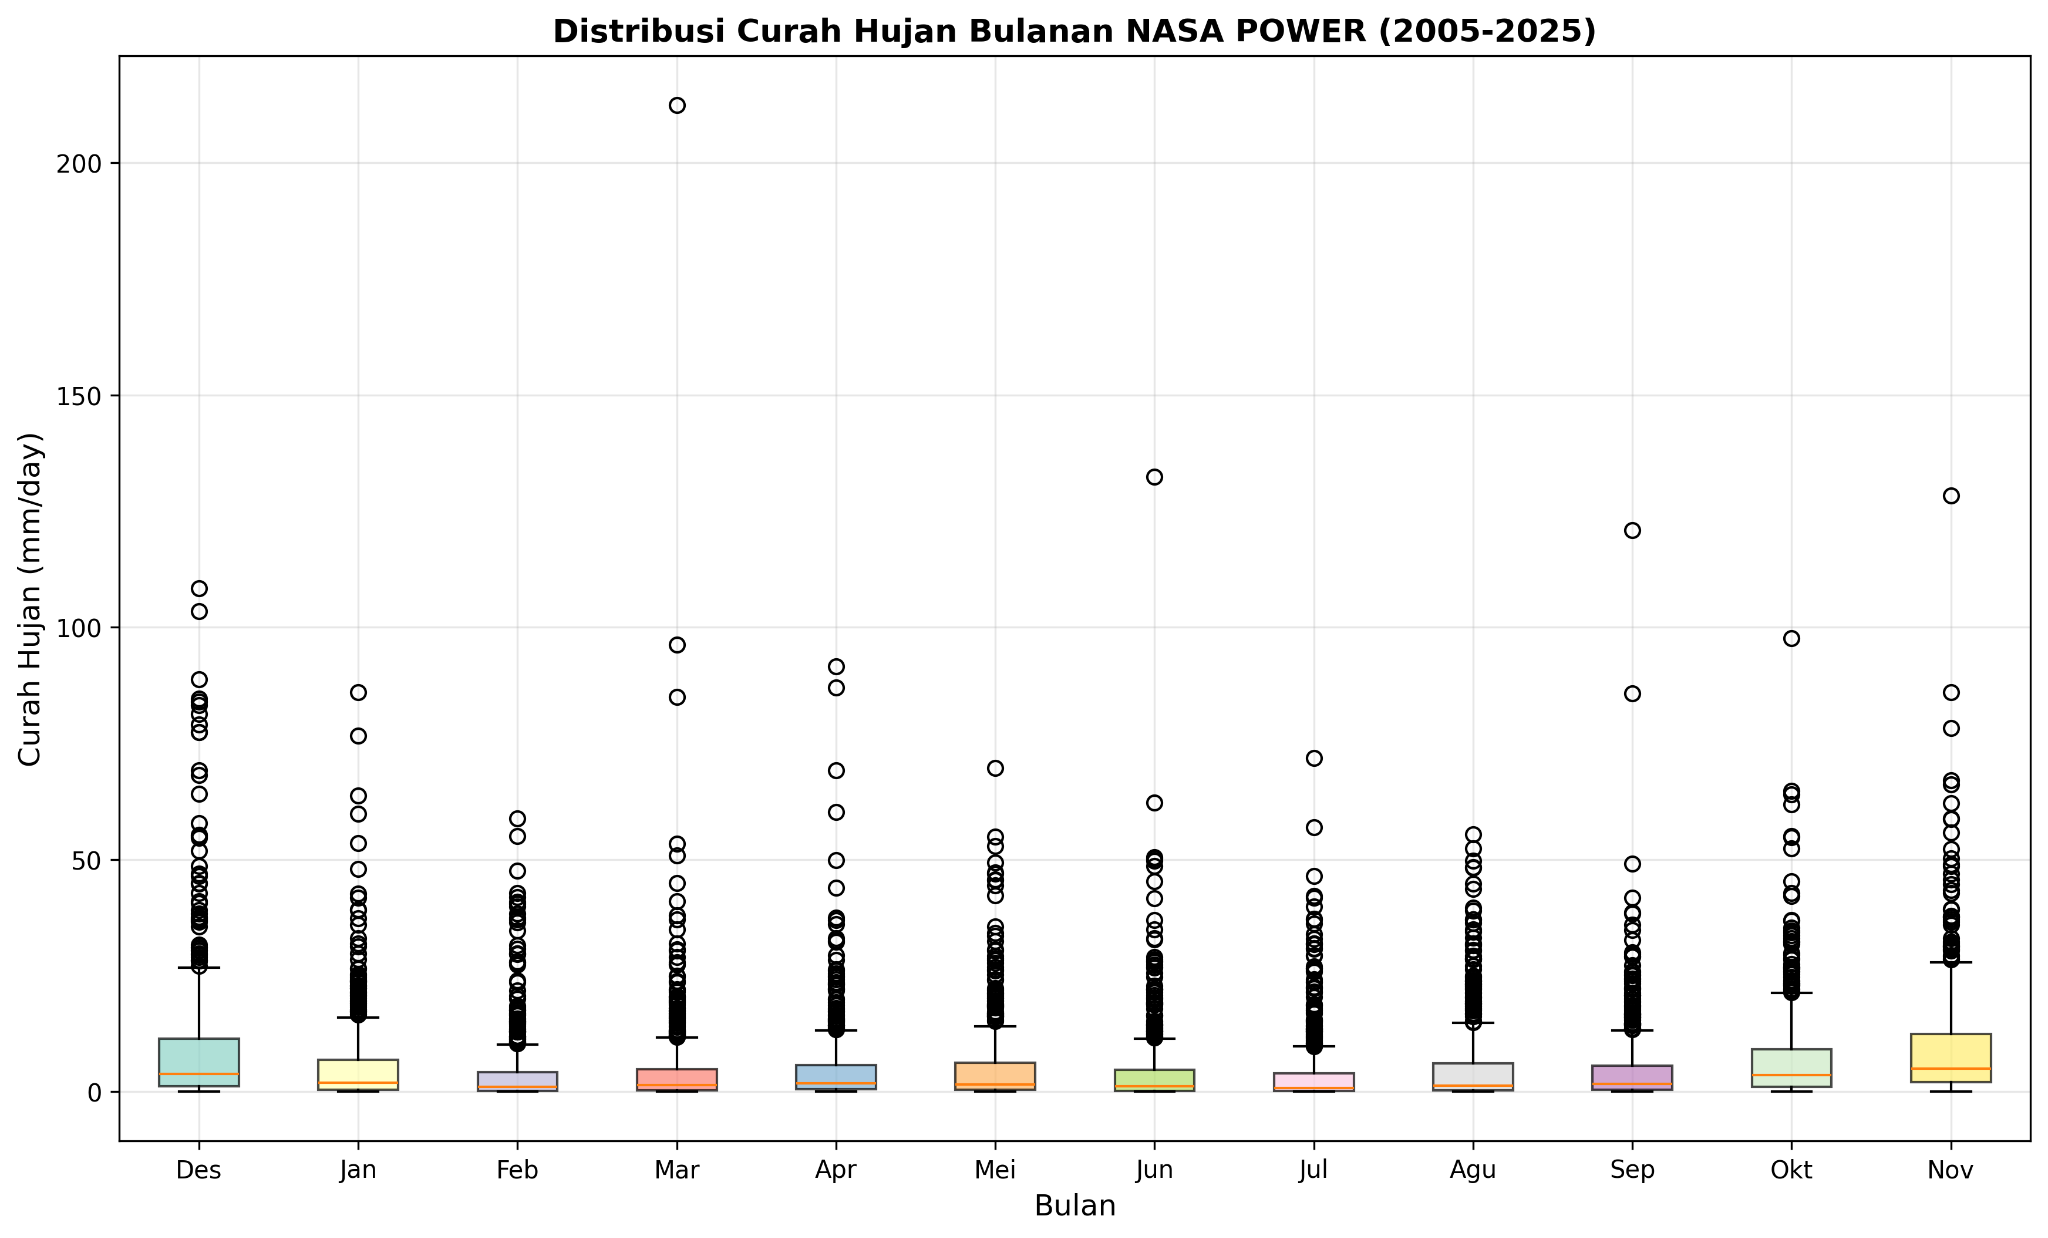 Distribusi Curah Hujan Bulanan NASA POWER (2005-2025)
Curah Hujan (mm/day)
200
150
100
50
0
Des Jan Feb Mar Apr Mei Jun Jul Agu Sep Okt Nov
Bulan